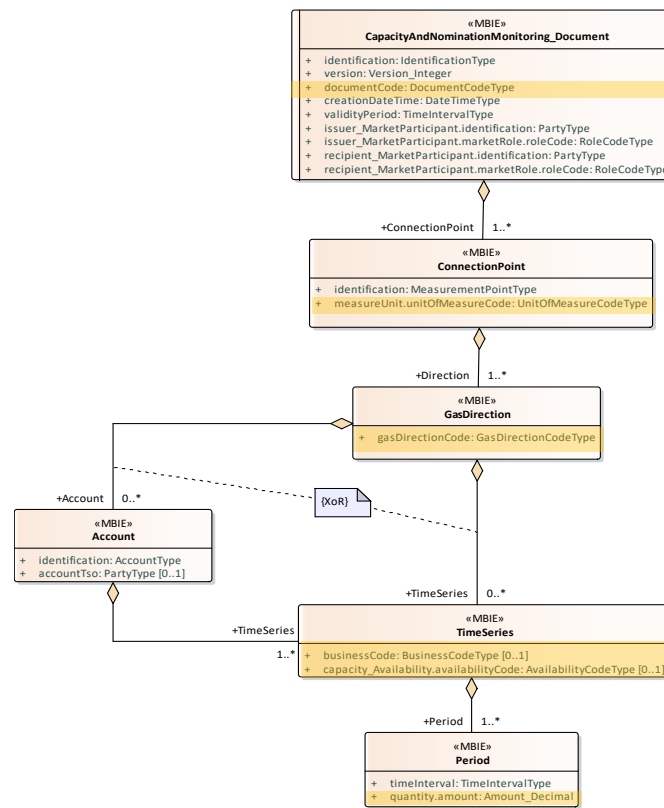 «MBIE»
CapacityAndNominationMonitoring_Document
+ identification: IdentificationType
+ version: Version_Integer
+ documentCode: DocumentCodeType
+ creationDateTime: DateTimeType
+ validityPeriod: TimeIntervalType
+ issuer_MarketParticipant.identification: PartyType
+ issuer_MarketParticipant.marketRole.roleCode: RoleCodeType
+ recipient_MarketParticipant.identification: PartyType
+ recipient_MarketParticipant.marketRole.roleCode: RoleCodeType
+ConnectionPoint 1..*
«MBIE»
ConnectionPoint
+ identification: MeasurementPointType
+ measureUnit.unitOfMeasureCode: UnitOfMeasureCodeType
+Direction 1..*
«MBIE»
GasDirection
+ gasDirectionCode: GasDirectionCodeType
+Account 0..*
{XoR}
«MBIE»
Account
+ identification: AccountType
+ accountTso: PartyType [0..1]
+TimeSeries 0..*
+TimeSeries
1..*
«MBIE»
TimeSeries
+ businessCode: BusinessCodeType [0..1]
+ capacity_Availability.availabilityCode: AvailabilityCodeType [0..1]
+Period 1..*
«MBIE»
Period
+ timeInterval: TimeIntervalType
+ quantity.amount: Amount_Decimal